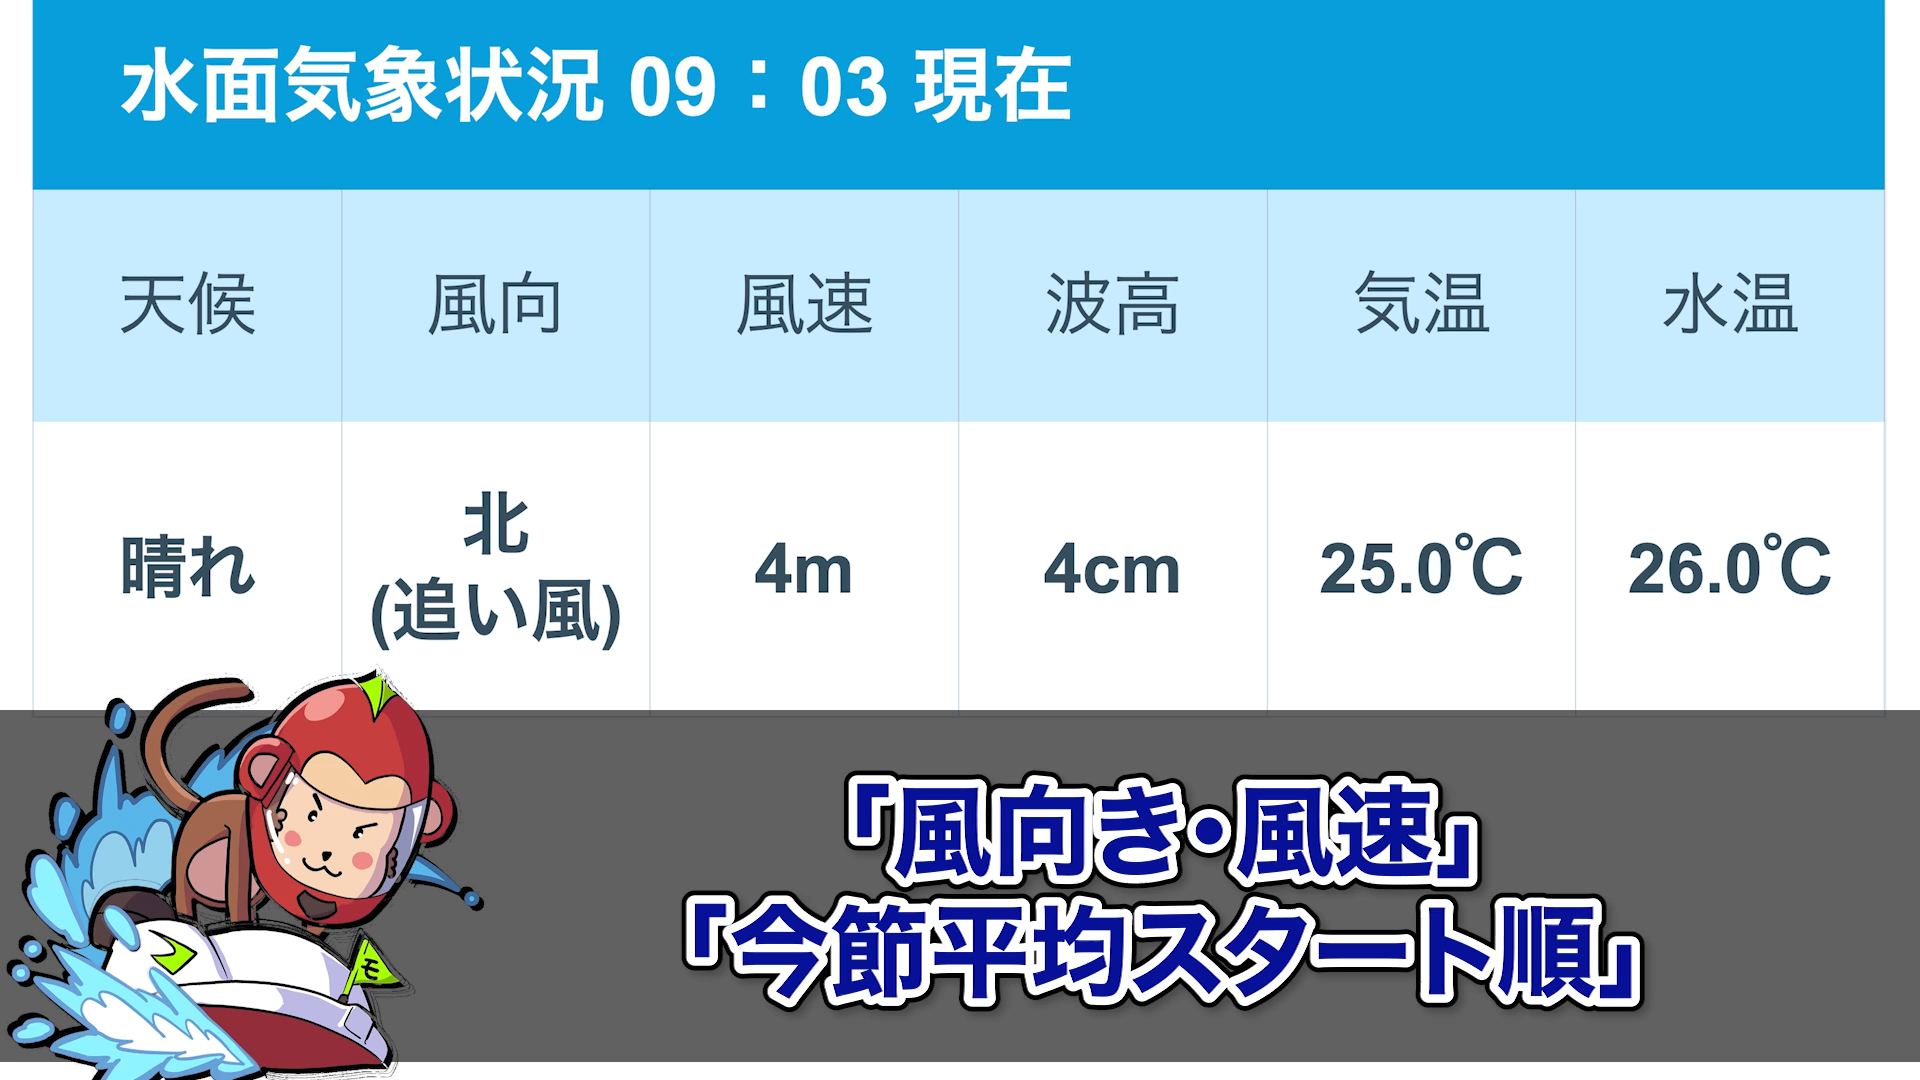 水面気象状況 09：03 現在
天候 風向 風速 波高 気温 水温
晴れ 北 4m 4cm 25.0℃ 26.0℃
(追い風)
モ
「風向き・風速」
「今節平均スタート順」